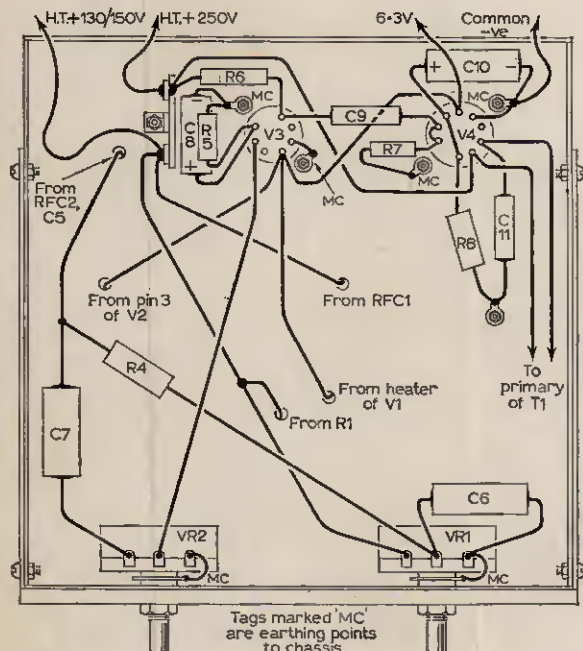 H.T.+130/150V
H.T.+250V
6·3V
Common
-ve
R6
C10
+
-
MC
MC
C8
R5
-
+
C9
V3
V4
R7
MC
MC
From
RFC2,
C5
R8
C11
From pin 3
of V2
From RFC1
To
primary
of T1
R4
From heater
of V1
From R1
C7
C6
VR2
VR1
MC
MC
Tags marked 'MC'
are earthing points
to chassis